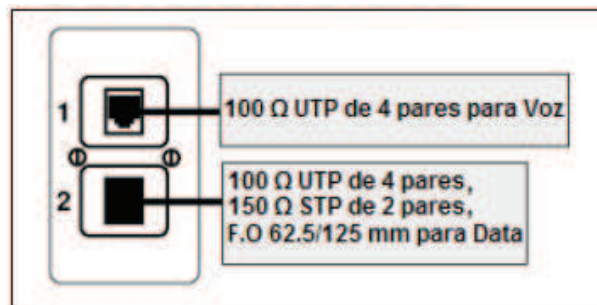 1
100 Ω UTP de 4 pares para Voz
2
100 Ω UTP de 4 pares,
150 Ω STP de 2 pares,
F.O 62.5/125 mm para Data